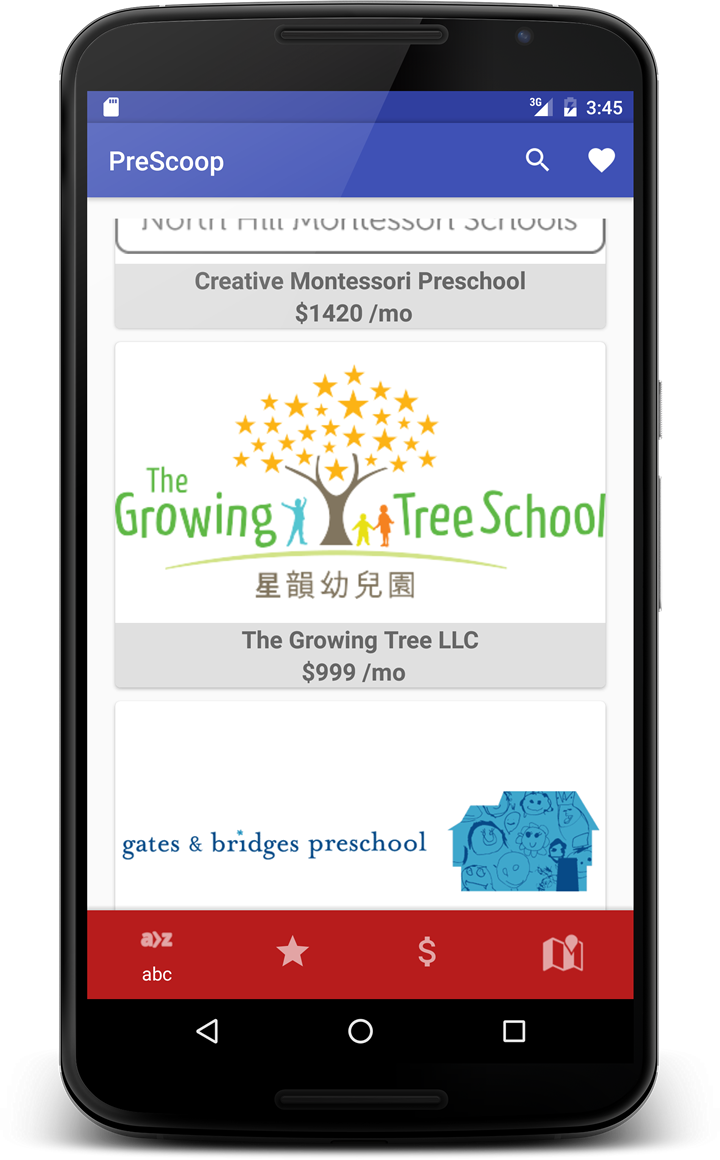 3G 3:45
PreScoop
North Hill Montessori Schools
Creative Montessori Preschool
$1420 /mo
The
Growing Tree School
星韻幼兒園
The Growing Tree LLC
$999 /mo
gates & bridges preschool
a>z $
abc